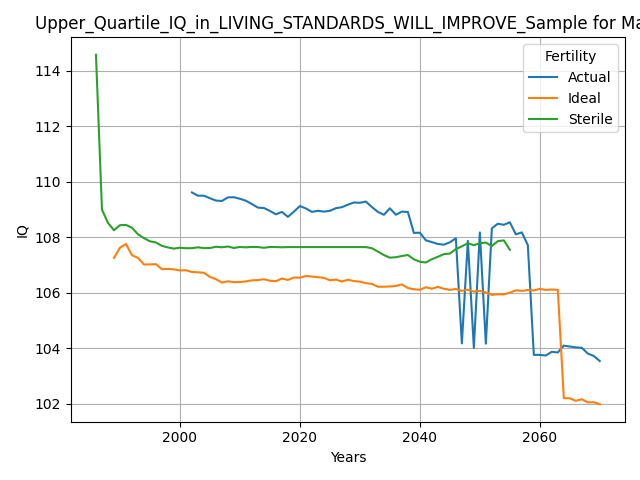 Upper_Quartile_IQ_in_LIVING_STANDARDS_WILL_IMPROVE_Sample for Ma
Fertility
Actual
Ideal
Sterile
IQ
114
112
110
108
106
104
102
2000 2020 2040 2060
Years